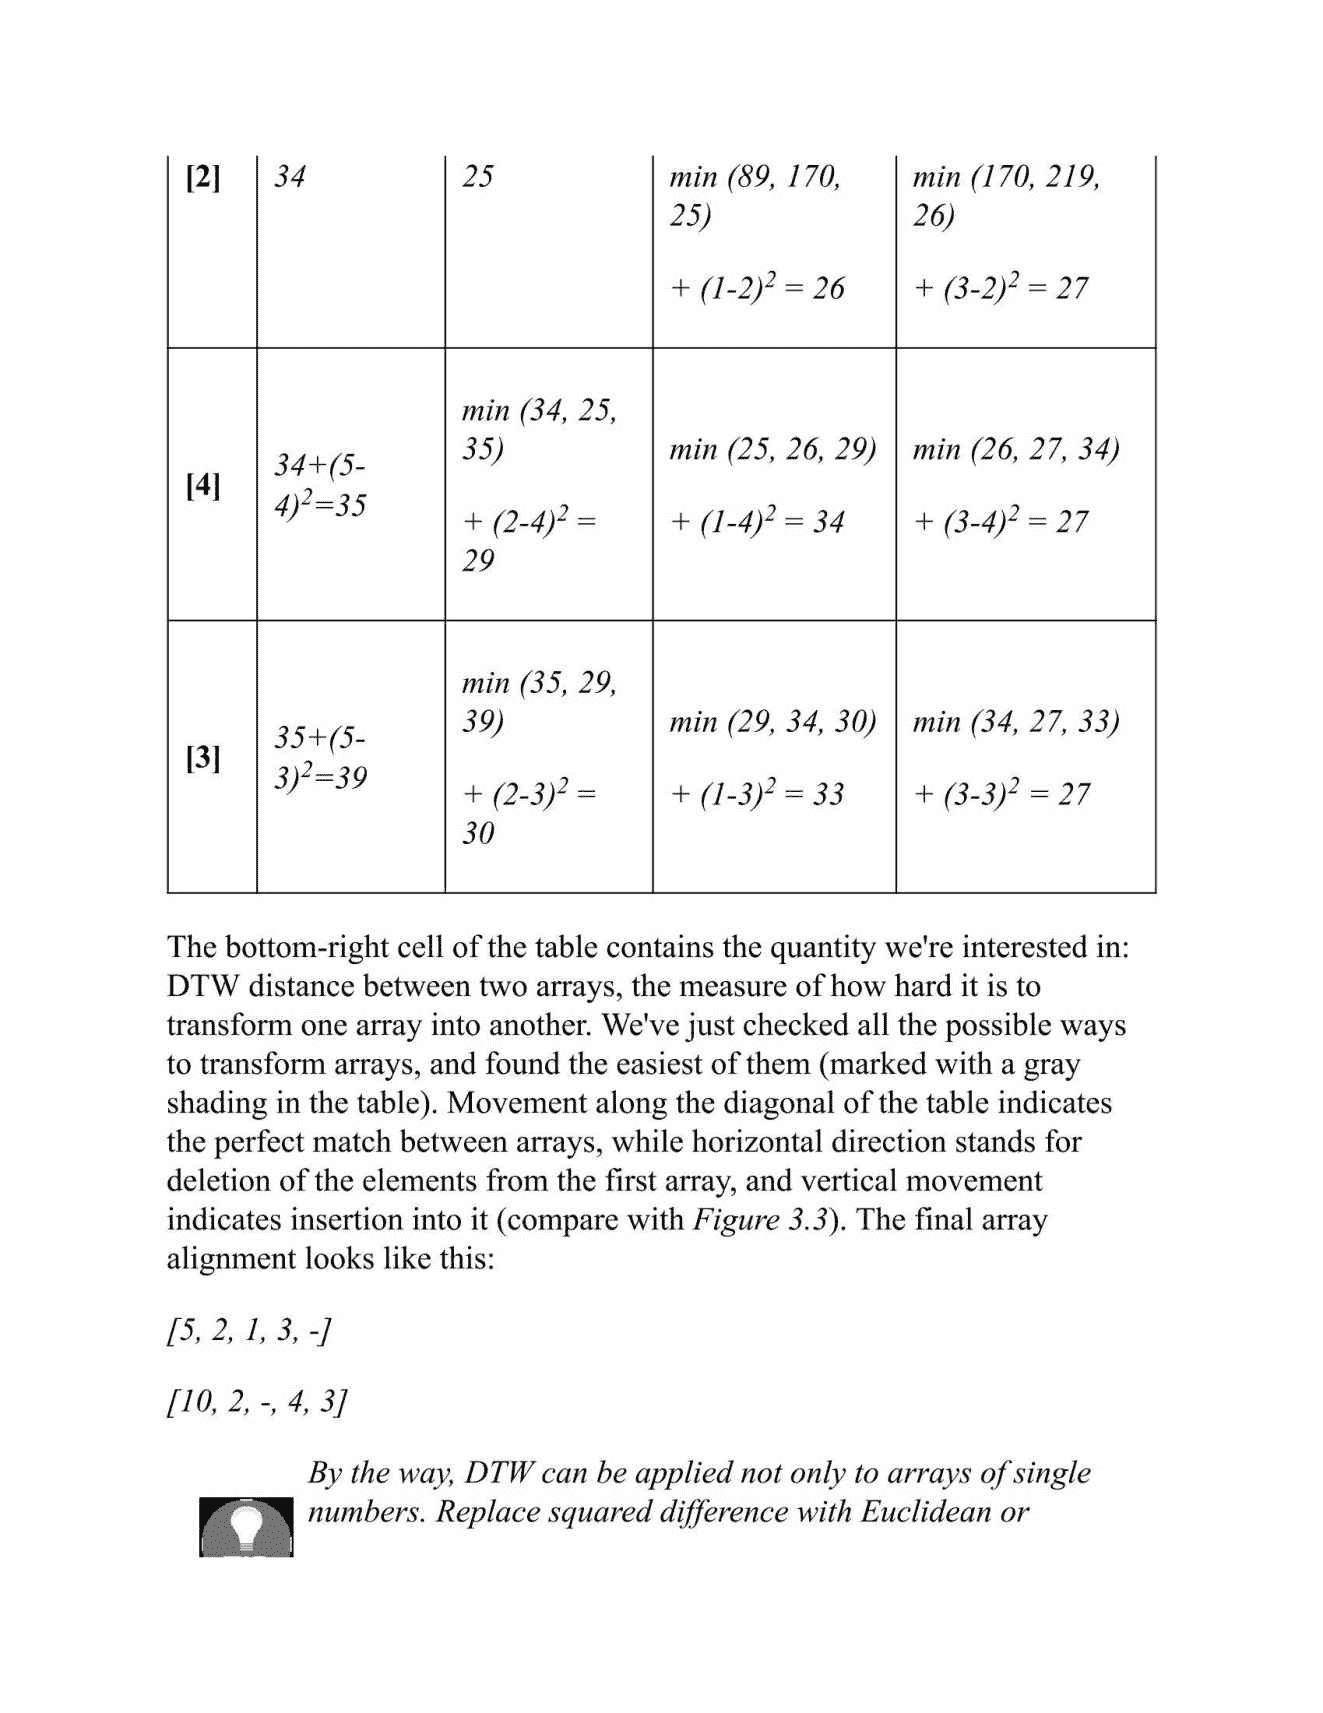 [2] 34 25 min (89, 170, min (170, 219,
25) 26)
+ (1-2)² = 26 + (3-2)² = 27
min (34, 25,
35)
[4] 34+(5-
4)²=35
+ (2-4)² =
29
min (25, 26, 29)
+ (1-4)² = 34
min (26, 27, 34)
+ (3-4)² = 27
[3] 35+(5-
3)²=39
min (35, 29,
39)
+ (2-3)² =
30
min (29, 34, 30)
+ (1-3)² = 33
min (34, 27, 33)
+ (3-3)² = 27
The bottom-right cell of the table contains the quantity we're interested in:
DTW distance between two arrays, the measure of how hard it is to
transform one array into another. We've just checked all the possible ways
to transform arrays, and found the easiest of them (marked with a gray
shading in the table). Movement along the diagonal of the table indicates
the perfect match between arrays, while horizontal direction stands for
deletion of the elements from the first array, and vertical movement
indicates insertion into it (compare with Figure 3.3). The final array
alignment looks like this:
[5, 2, 1, 3, -]
[10, 2, -, 4, 3]
By the way, DTW can be applied not only to arrays of single
numbers. Replace squared difference with Euclidean or